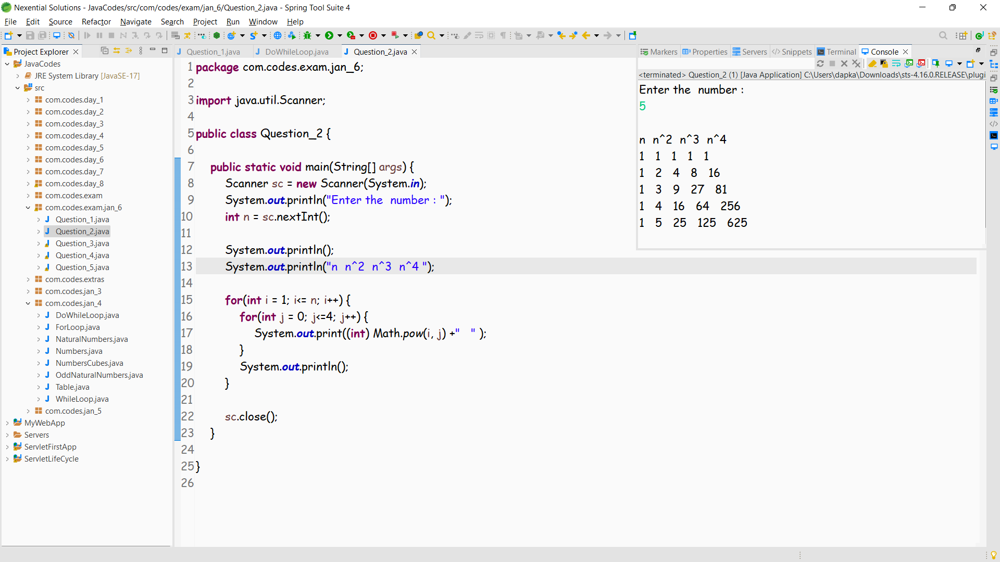 Nexential Solutions - JavaCodes/src/com/codes/exam/jan_6/Question_2.java - Spring Tool Suite 4
File Edit Source Refactor Navigate Search Project Run Window Help
Project Explorer
JavaCodes
JRE System Library [JavaSE-17]
src
com.codes.day_1
com.codes.day_2
com.codes.day_3
com.codes.day_4
com.codes.day_5
com.codes.day_6
com.codes.day_7
com.codes.day_8
com.codes.exam
com.codes.exam.jan_6
Question_1.java
Question_2.java
Question_3.java
Question_4.java
Question_5.java
com.codes.extras
com.codes.jan_3
com.codes.jan_4
DoWhileLoop.java
ForLoop.java
NaturalNumbers.java
Numbers.java
NumbersCubes.java
OddNaturalNumbers.java
Table.java
WhileLoop.java
com.codes.jan_5
MyWebApp
Servers
ServletFirstApp
ServletLifeCycle
Question_1.java DoWhileLoop.java Question_2.java
1 package com.codes.exam.jan_6;
2
3 import java.util.Scanner;
4
5 public class Question_2 {
6
7 public static void main(String[] args) {
8 Scanner sc = new Scanner(System.in);
9 System.out.println("Enter the  number : ");
10 int n = sc.nextInt();
11
12 System.out.println();
13 System.out.println("n  n^2  n^3  n^4 ");
14
15 for(int i = 1; i<= n; i++) {
16 for(int j = 0; j<=4; j++) {
17 System.out.print((int) Math.pow(i, j) +"   " );
18 }
19 System.out.println();
20 }
21
22 sc.close();
23 }
24
25 }
26
Markers Properties Servers Snippets Terminal Console
<terminated> Question_2 (1) [Java Application] C:\Users\dapka\Downloads\sts-4.16.0.RELEASE\plugi
Enter the  number :
5
n  n^2  n^3  n^4
1   1   1   1   1
1   2   4   8   16
1   3   9   27   81
1   4   16   64   256
1   5   25   125   625